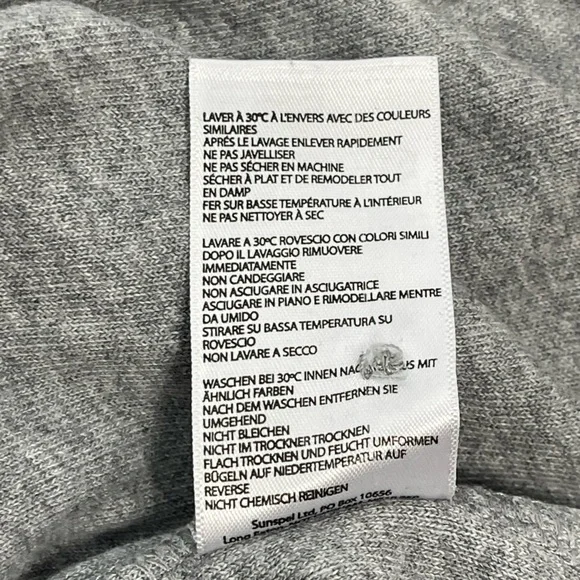 LAVER À 30°C À L'ENVERS AVEC DES COULEURS
SIMILAIRES
APRÉS LE LAVAGE ENLEVER RAPIDEMENT
NE PAS JAVELLISER
NE PAS SÉCHER EN MACHINE
SÉCHER À PLAT ET DE REMODELER TOUT
EN DAMP
FER SUR BASSE TEMPÉRATURE À L'INTÉRIEUR
NE PAS NETTOYER À SEC
LAVARE A 30°C ROVESCIO CON COLORI SIMILI
DOPO IL LAVAGGIO RIMUOVERE
IMMEDIATAMENTE
NON CANDEGGIARE
NON ASCIUGARE IN ASCIUGATRICE
ASCIUGARE IN PIANO E RIMODELLARE MENTRE
DA UMIDO
STIRARE SU BASSA TEMPERATURA SU
ROVESCIO
NON LAVARE A SECCO
WASCHEN BEI 30°C INNEN MIT
ÄHNLICH FARBEN
NACH DEM WASCHEN ENTFERNEN SIE
UMGEHEND
NICHT BLEICHEN
NICHT IM TROCKNER TROCKNEN
FLACH TROCKNEN UND FEUCHT UMFORMEN
BÜGELN AUF NIEDERTEMPERATUR AUF
REVERSE
NICHT CHEMISCH REINIGEN
Sunspel Ltd, PO Box 10656
Long